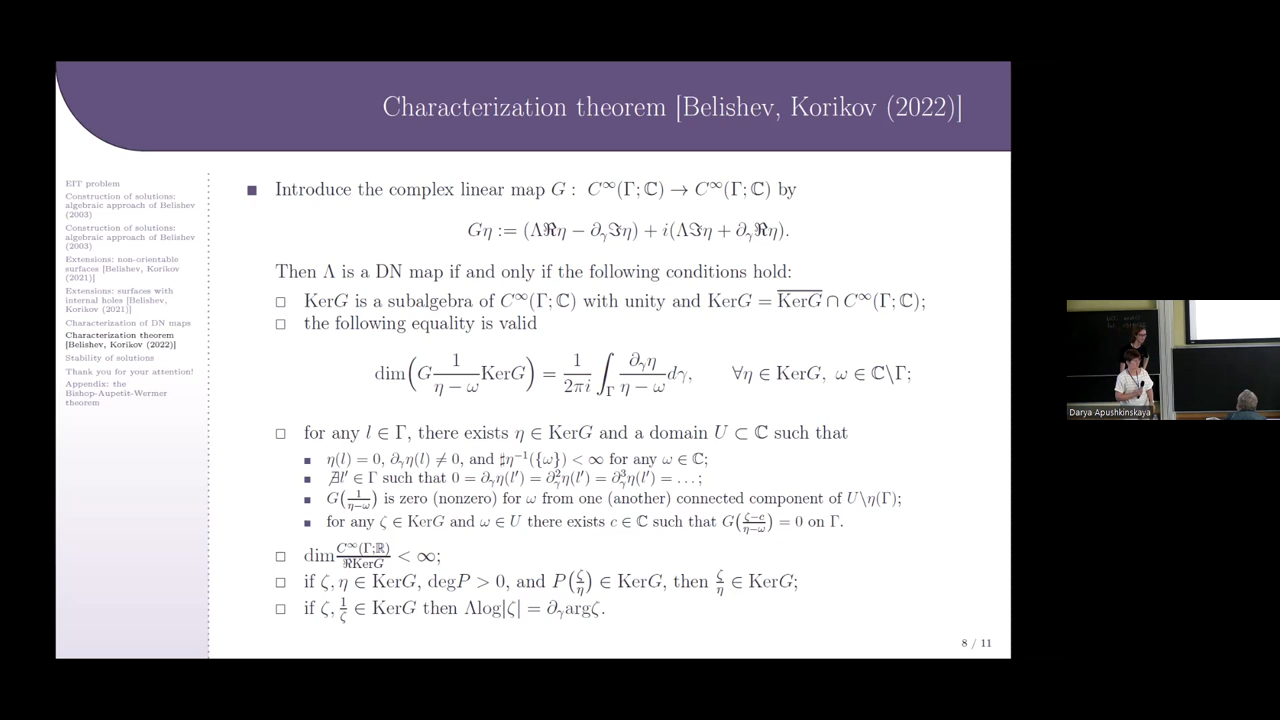 Characterization theorem [Belishev, Korikov (2022)]
EIT problem
Construction of solutions:
algebraic approach of Belishev
(2003)
Construction of solutions:
algebraic approach of Belishev
(2003)
Extensions: non-orientable
surfaces [Belishev, Korikov
(2021)]
Extensions: surfaces with
internal holes [Belishev,
Korikov (2021)]
Characterization of DN maps
Characterization theorem
[Belishev, Korikov (2022)]
Stability of solutions
Thank you for your attention!
Appendix: the
Bishop-Aupetit-Wermer
theorem
Introduce the complex linear map G : C^∞(Γ; ℂ) → C^∞(Γ; ℂ) by
Gη := (Λℜη − ∂_γℑη) + i(Λℑη + ∂_γℜη).
Then Λ is a DN map if and only if the following conditions hold:
KerG is a subalgebra of C^∞(Γ; ℂ) with unity and KerG = \overline{KerG} ∩ C^∞(Γ; ℂ);
the following equality is valid
dim(G \frac{1}{η − ω} KerG) = \frac{1}{2πi} ∫_Γ \frac{∂_γη}{η − ω} dγ, ∀η ∈ KerG, ω ∈ ℂ\Γ;
for any l ∈ Γ, there exists η ∈ KerG and a domain U ⊂ ℂ such that
η(l) = 0, ∂_γη(l) ≠ 0, and ♯η^{−1}({ω}) < ∞ for any ω ∈ ℂ;
∄l′ ∈ Γ such that 0 = ∂_γη(l′) = ∂_γ^2η(l′) = ∂_γ^3η(l′) = . . . ;
G(\frac{1}{η−ω}) is zero (nonzero) for ω from one (another) connected component of U\η(Γ);
for any ζ ∈ KerG and ω ∈ U there exists c ∈ ℂ such that G(\frac{ζ−c}{η−ω}) = 0 on Γ.
dim \frac{C^∞(Γ;ℝ)}{ℜKerG} < ∞;
if ζ, η ∈ KerG, degP > 0, and P(\frac{ζ}{η}) ∈ KerG, then \frac{ζ}{η} ∈ KerG;
if ζ, \frac{1}{ζ} ∈ KerG then Λlog|ζ| = ∂_γargζ.
8 / 11
Darya Apushkinskaya